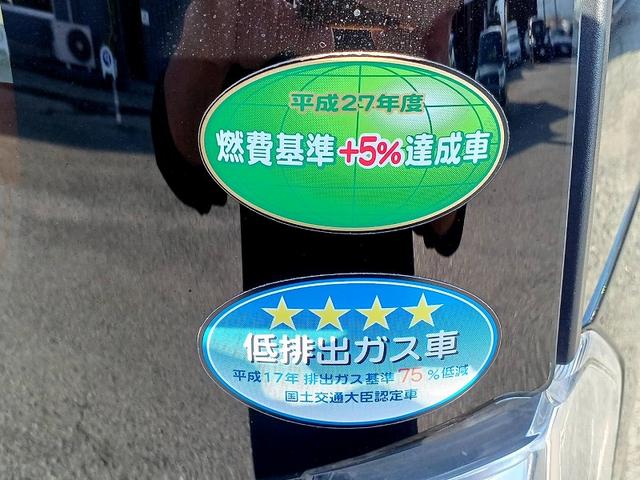 平成27年度
燃費基準+5%達成車
低排出ガス車
平成17年 排出ガス基準75%低減
国土交通大臣認定車